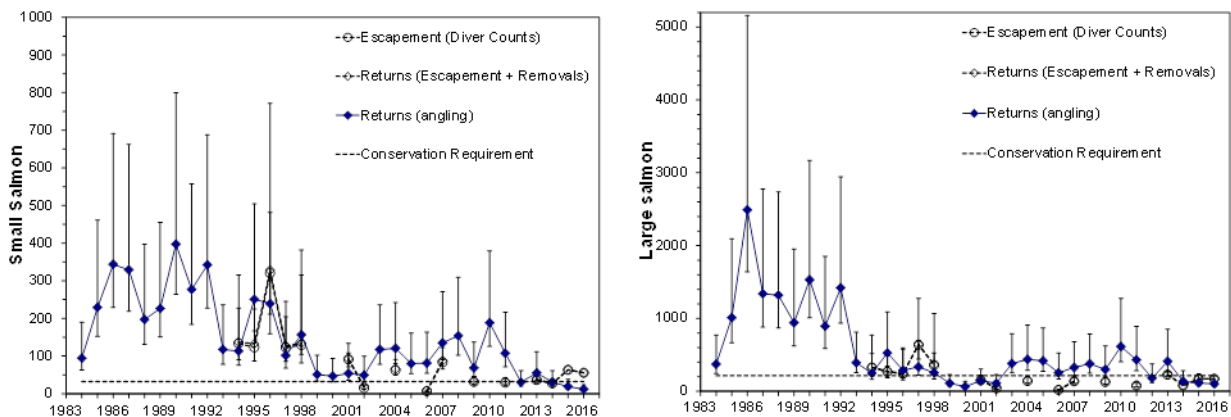 1000
900
800
700
600
500
400
300
200
100
0
Small Salmon
Escapement (Diver Counts)
Returns (Escapement + Removals)
Returns (angling)
Conservation Requirement
1983 1986 1989 1992 1995 1998 2001 2004 2007 2010 2013 2016
5000
4000
3000
2000
1000
0
Large salmon
Escapement (Diver Counts)
Returns (Escapement + Removals)
Returns (angling)
Conservation Requirement
1983 1986 1989 1992 1995 1998 2001 2004 2007 2010 2013 2016